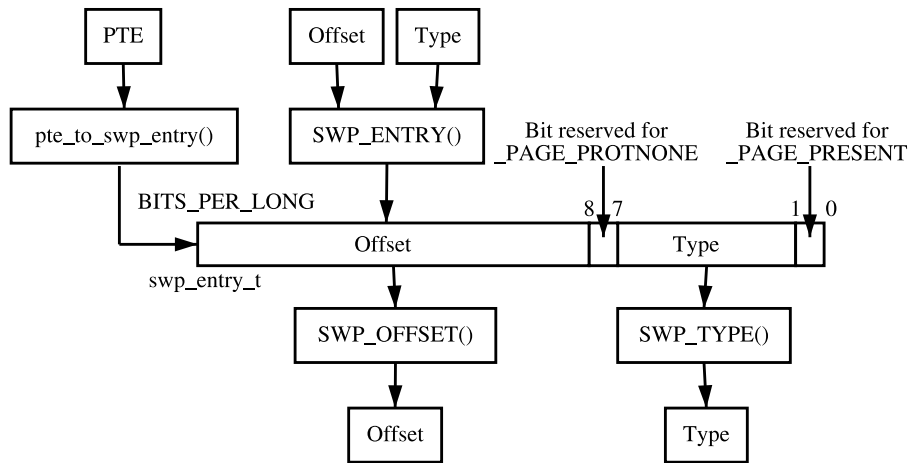 PTE
Offset
Type
pte_to_swp_entry()
SWP_ENTRY()
Bit reserved for
_PAGE_PROTNONE
Bit reserved for
_PAGE_PRESENT
BITS_PER_LONG
8
7
1
0
Offset
Type
swp_entry_t
SWP_OFFSET()
SWP_TYPE()
Offset
Type